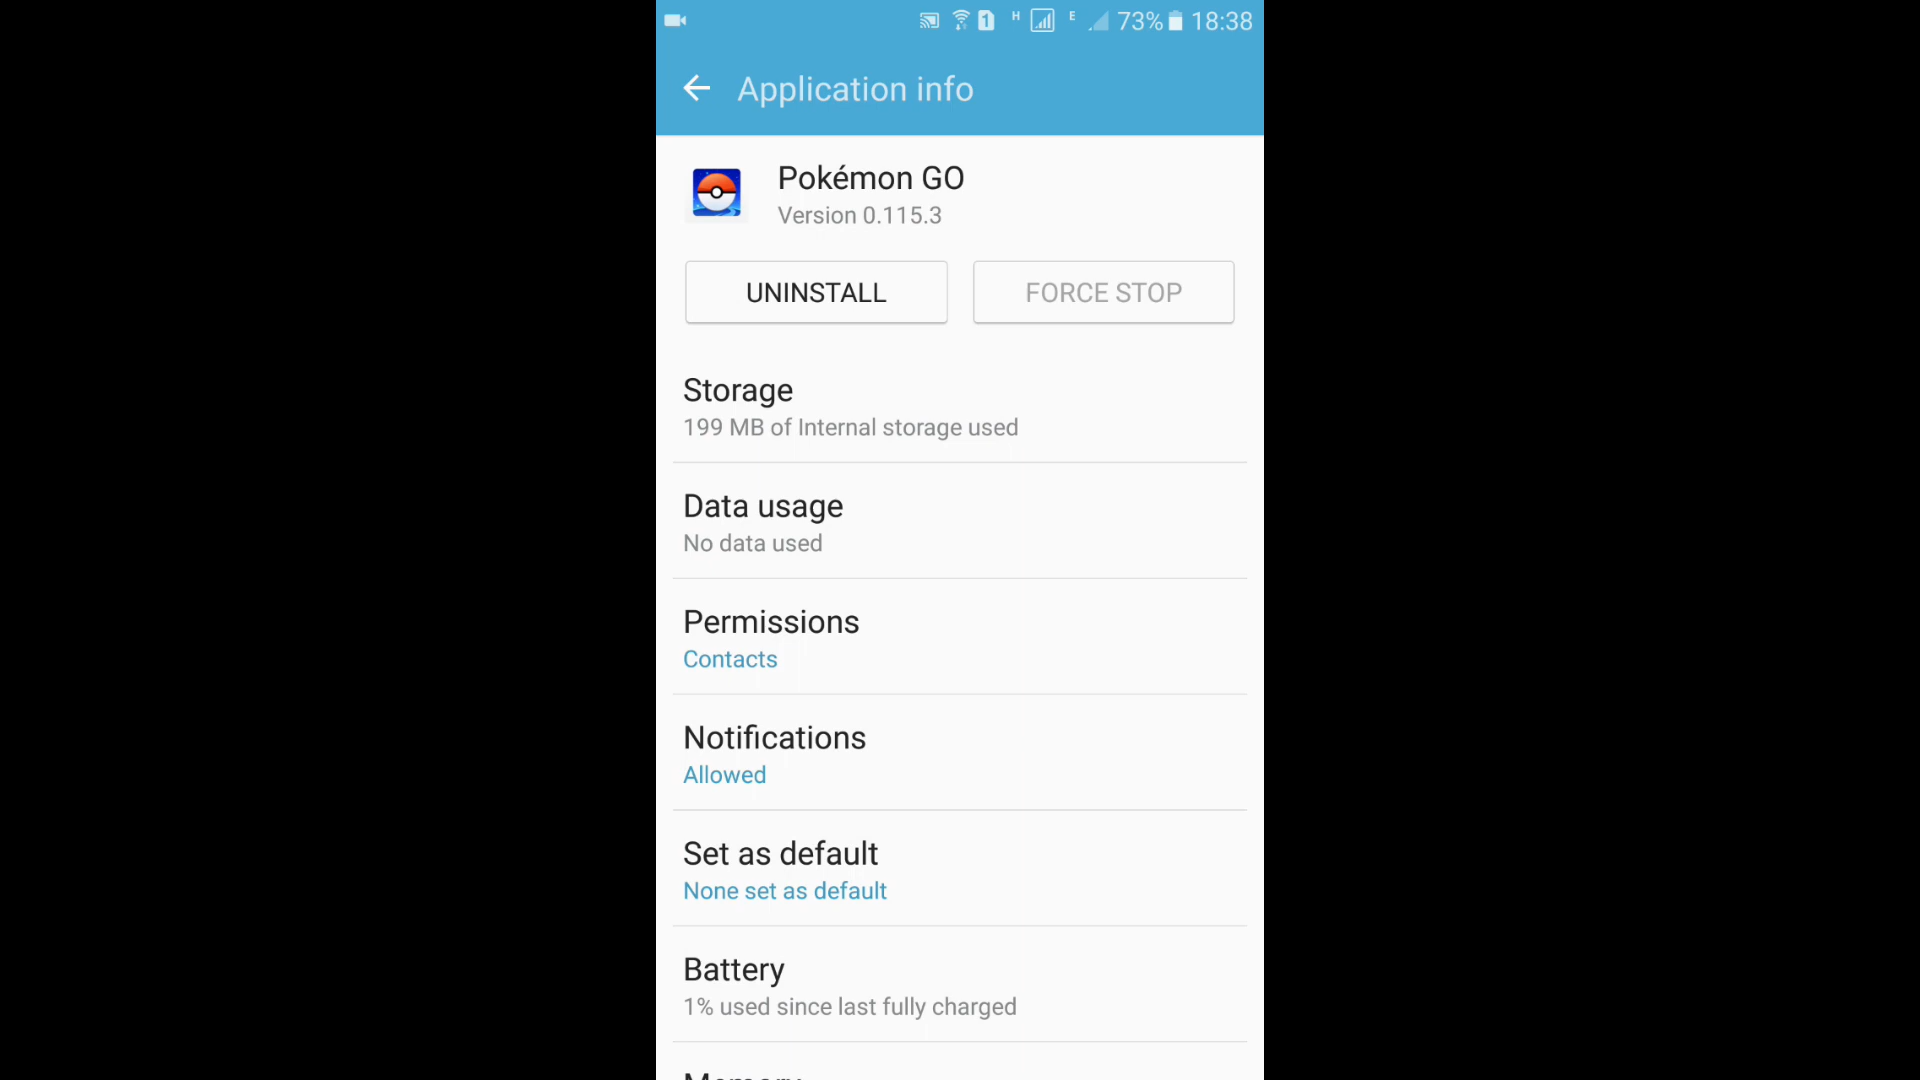 1 H E 73% 18:38
Application info
Pokémon GO
Version 0.115.3
UNINSTALL
FORCE STOP
Storage
199 MB of Internal storage used
Data usage
No data used
Permissions
Contacts
Notifications
Allowed
Set as default
None set as default
Battery
1% used since last fully charged
Memory